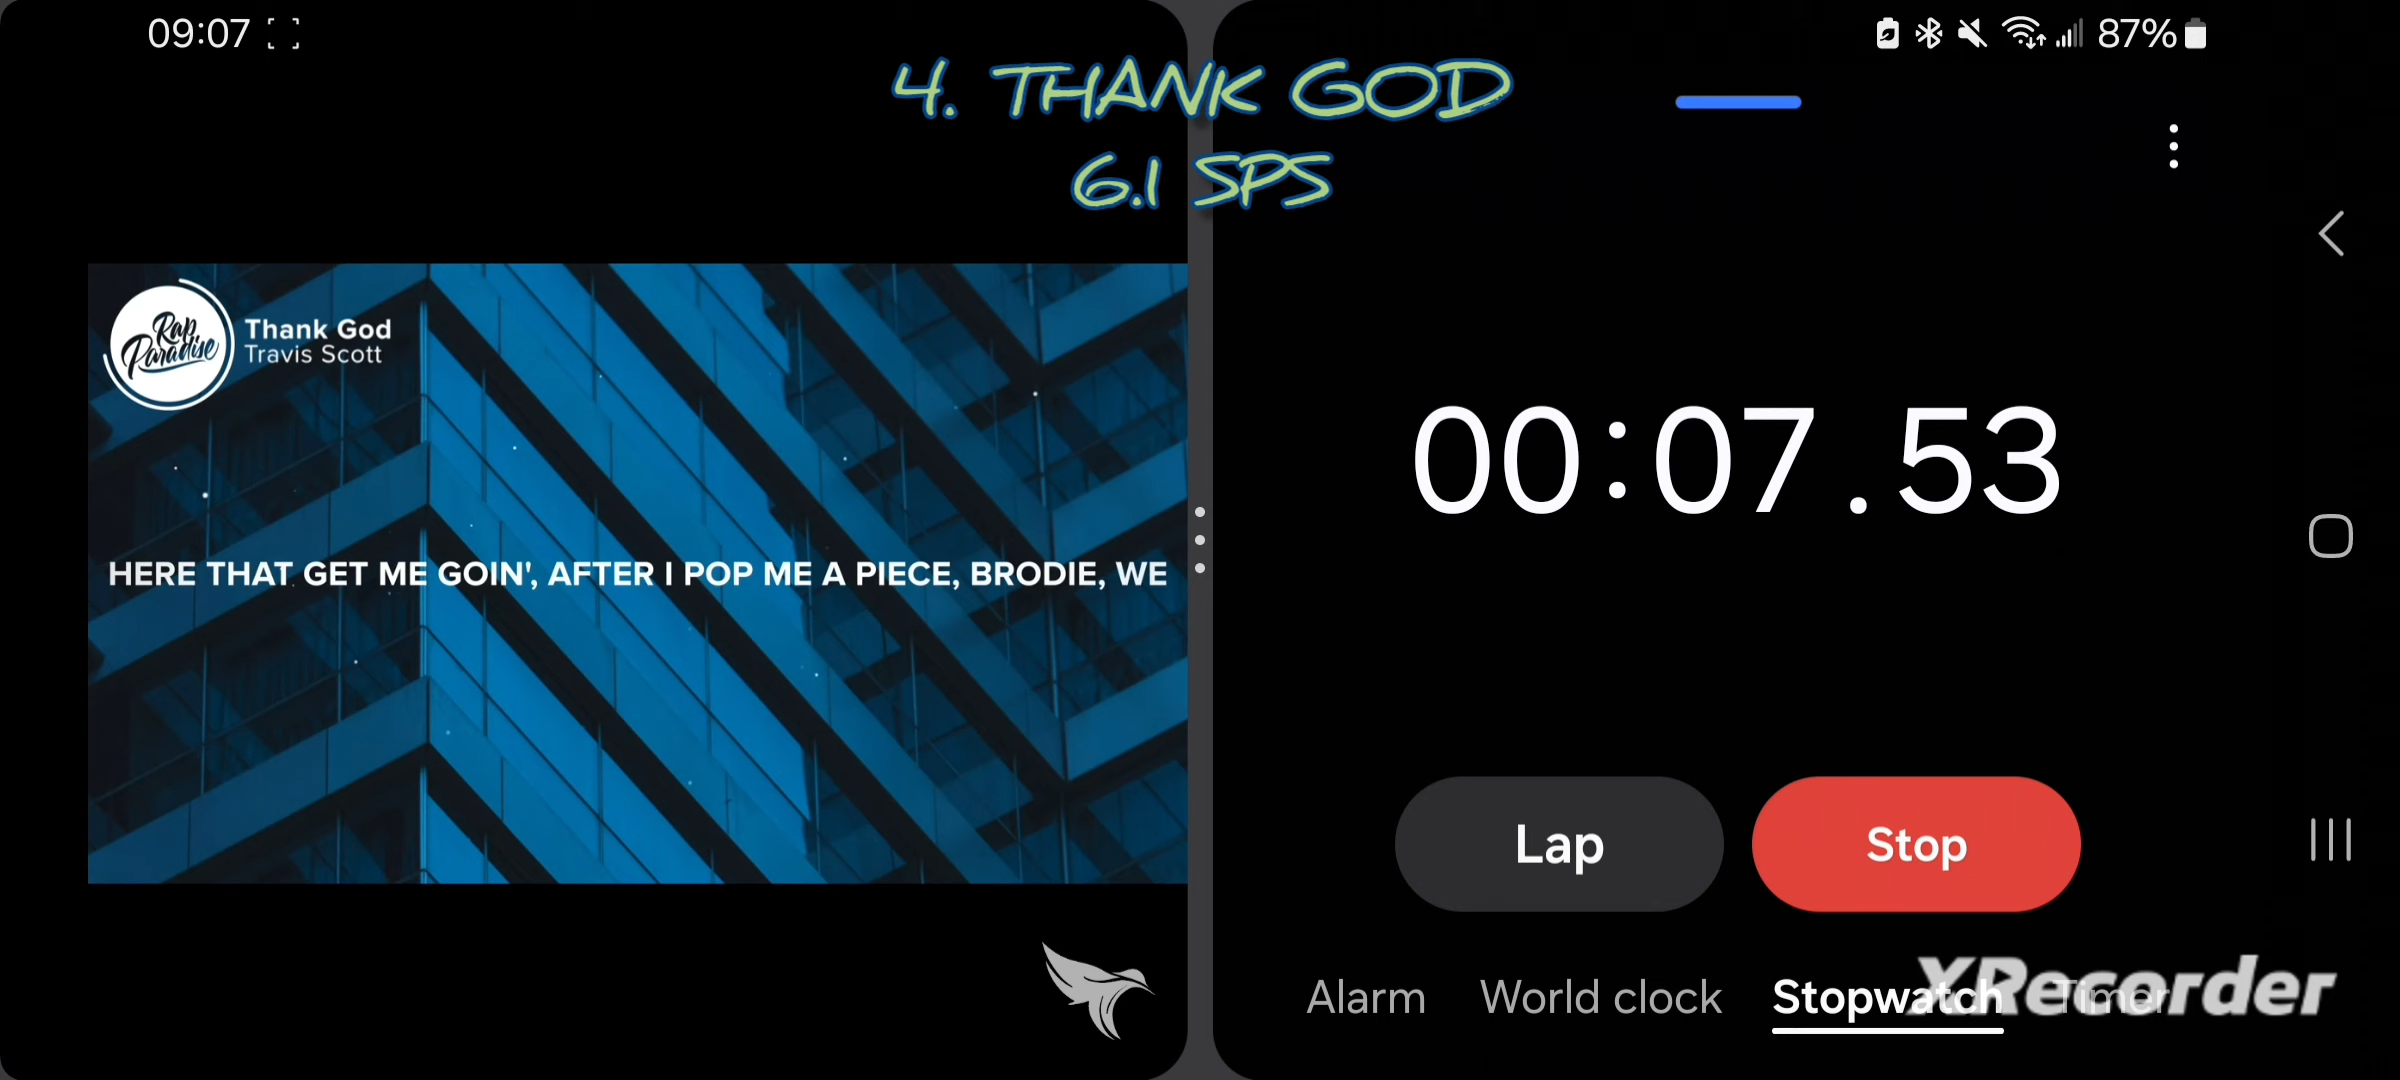 09:07
87%
4. THANK GOD
6.1 SPS
Rap
Paradise
Thank God
Travis Scott
HERE THAT GET ME GOIN', AFTER I POP ME A PIECE, BRODIE, WE
00:07.53
Lap
Stop
Alarm
World clock
Stopwatch
Timer
XRecorder